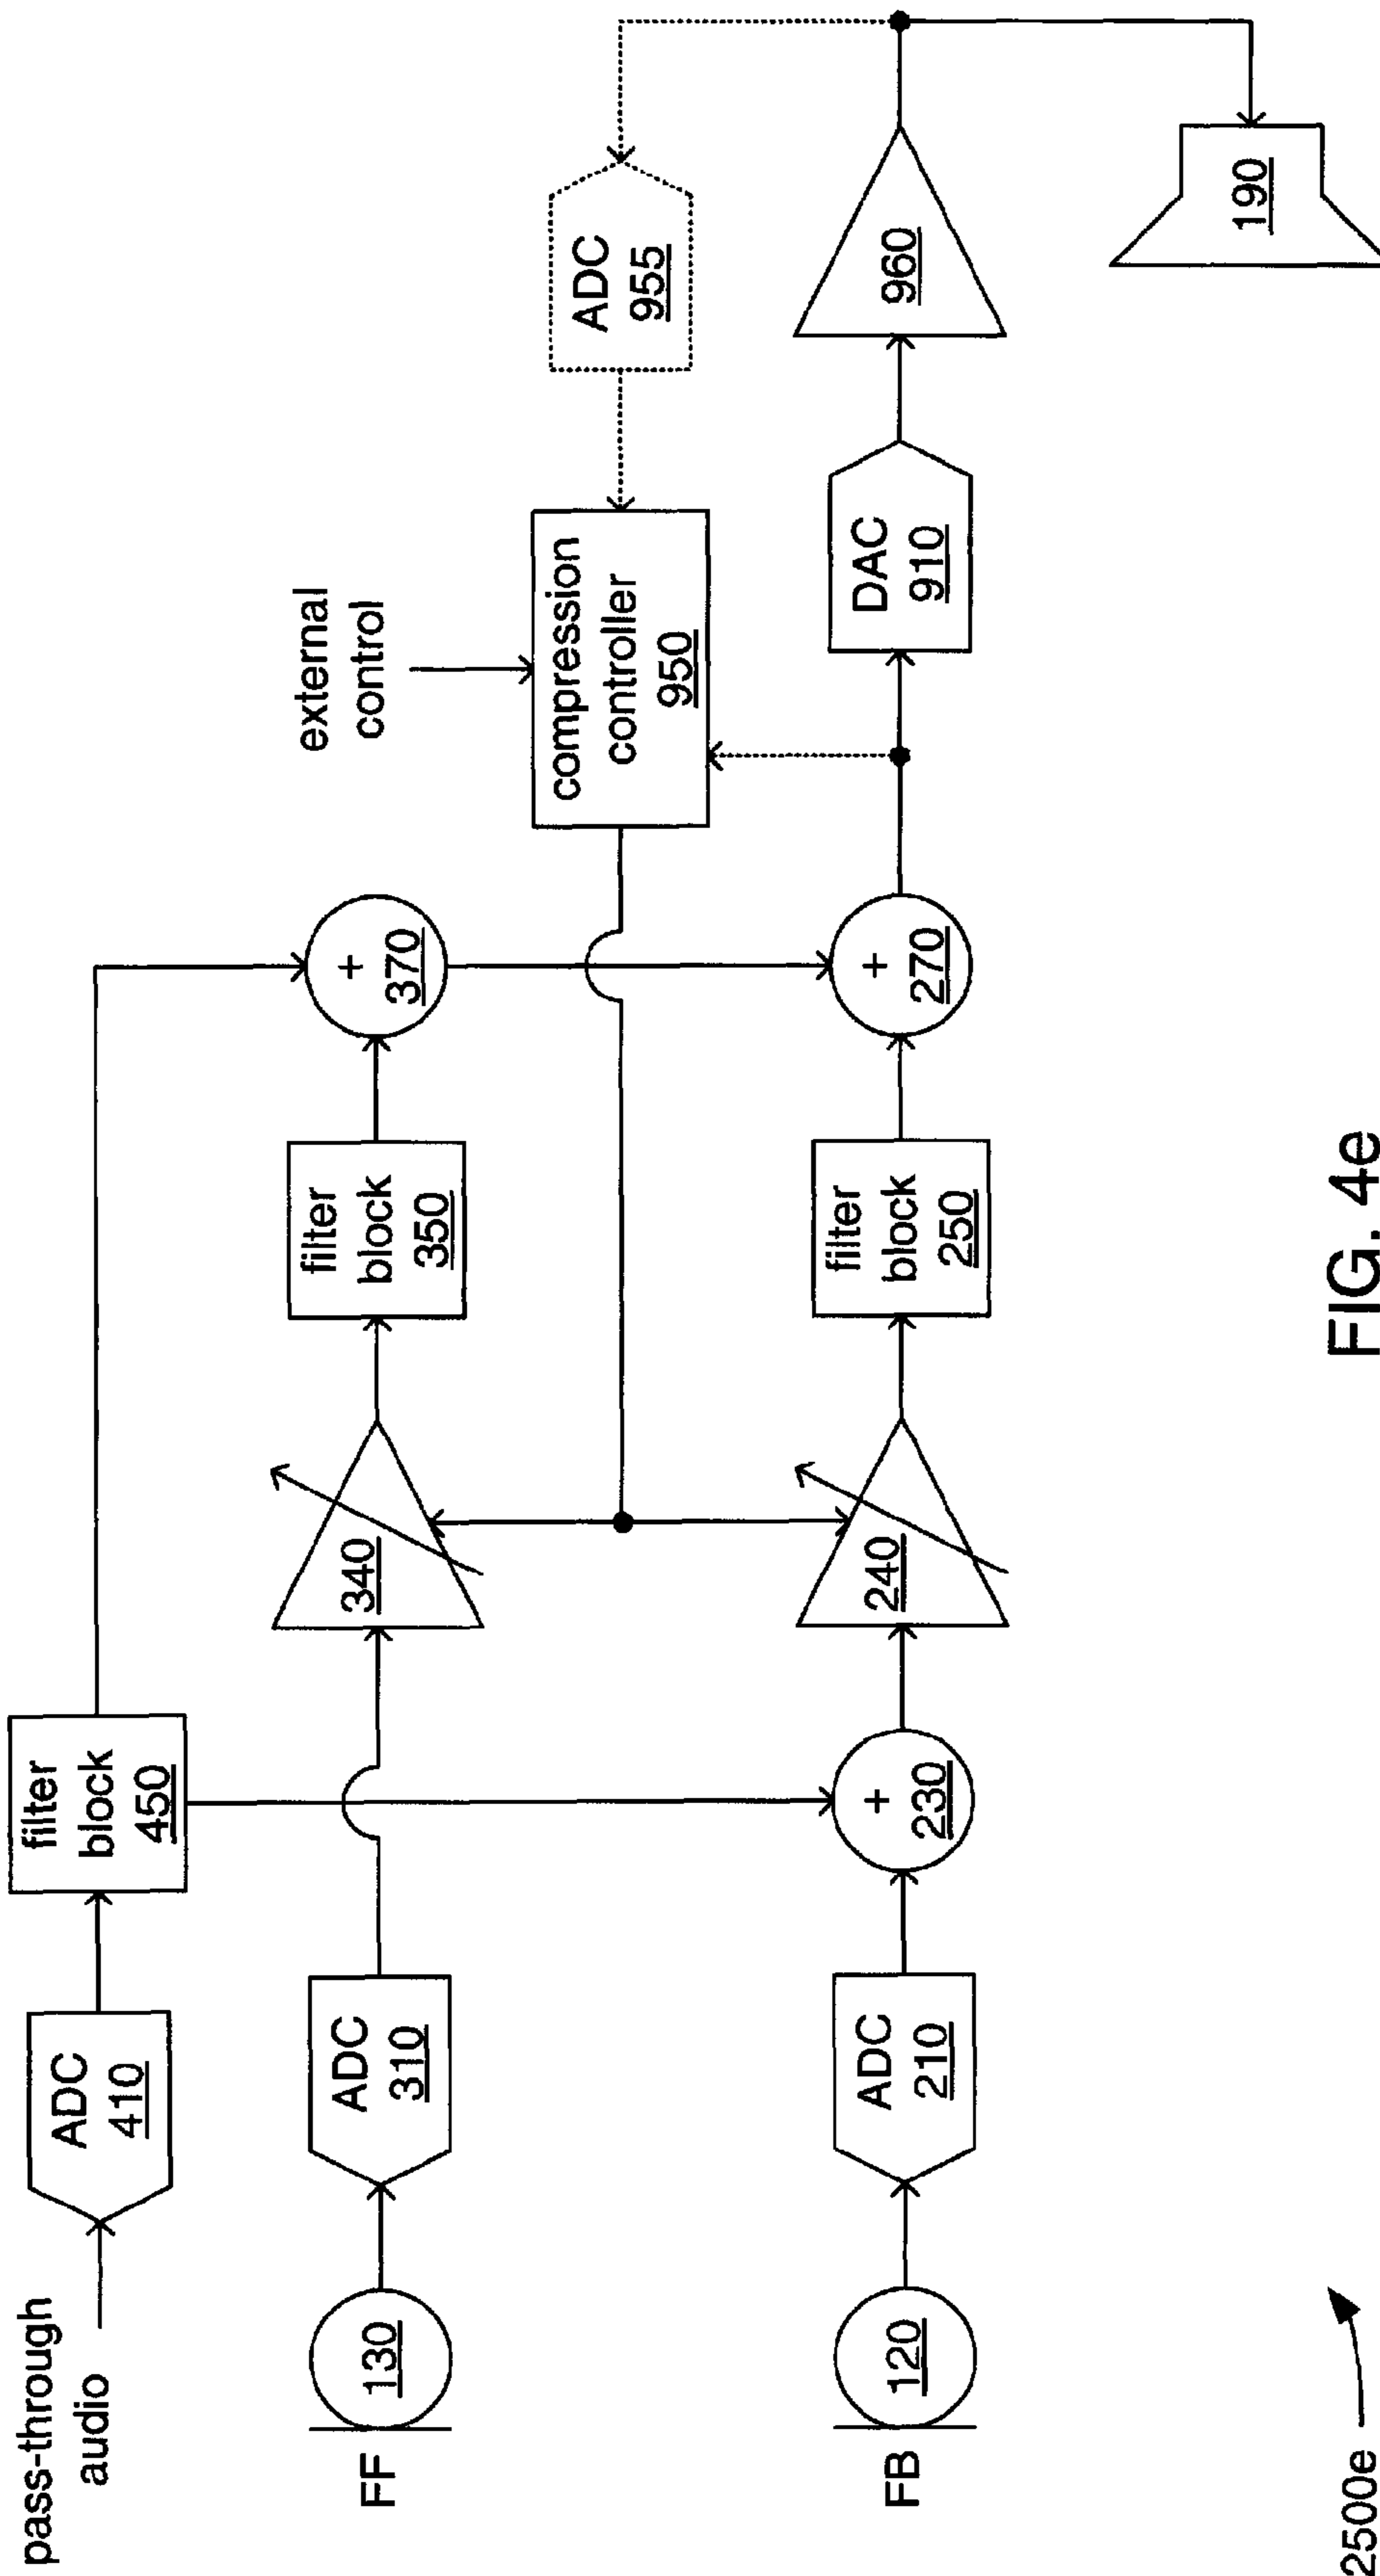 pass-through
audio
ADC
410
filter
block
450
FF
130
ADC
310
340
filter
block
350
+
370
external
control
compression
controller
950
ADC
955
FB
120
ADC
210
+
230
240
filter
block
250
+
270
DAC
910
960
190
2500e
FIG. 4e